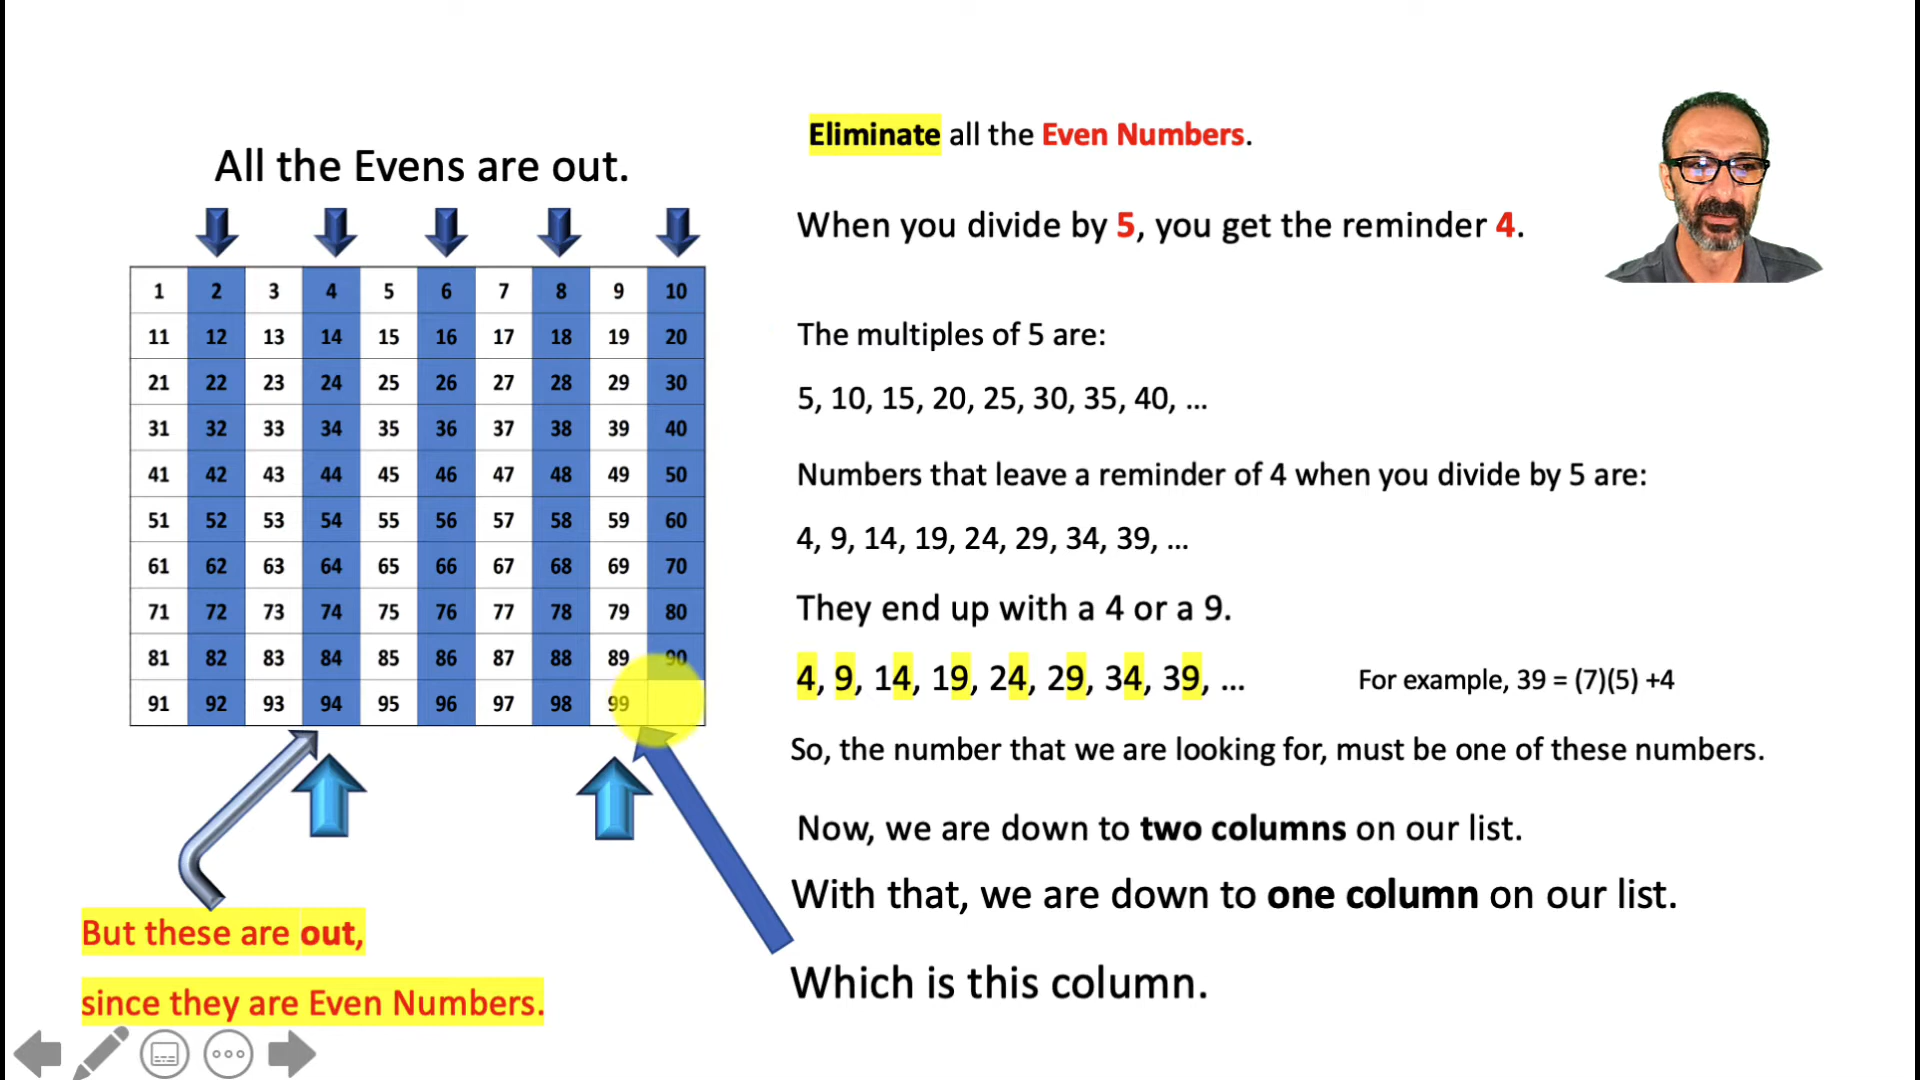 All the Evens are out.
1 2 3 4 5 6 7 8 9 10
11 12 13 14 15 16 17 18 19 20
21 22 23 24 25 26 27 28 29 30
31 32 33 34 35 36 37 38 39 40
41 42 43 44 45 46 47 48 49 50
51 52 53 54 55 56 57 58 59 60
61 62 63 64 65 66 67 68 69 70
71 72 73 74 75 76 77 78 79 80
81 82 83 84 85 86 87 88 89 90
91 92 93 94 95 96 97 98 99
But these are out,
since they are Even Numbers.
Eliminate all the Even Numbers.
When you divide by 5, you get the reminder 4.
The multiples of 5 are:
5, 10, 15, 20, 25, 30, 35, 40, ...
Numbers that leave a reminder of 4 when you divide by 5 are:
4, 9, 14, 19, 24, 29, 34, 39, ...
They end up with a 4 or a 9.
4, 9, 14, 19, 24, 29, 34, 39, ...
For example, 39 = (7)(5) +4
So, the number that we are looking for, must be one of these numbers.
Now, we are down to two columns on our list.
With that, we are down to one column on our list.
Which is this column.